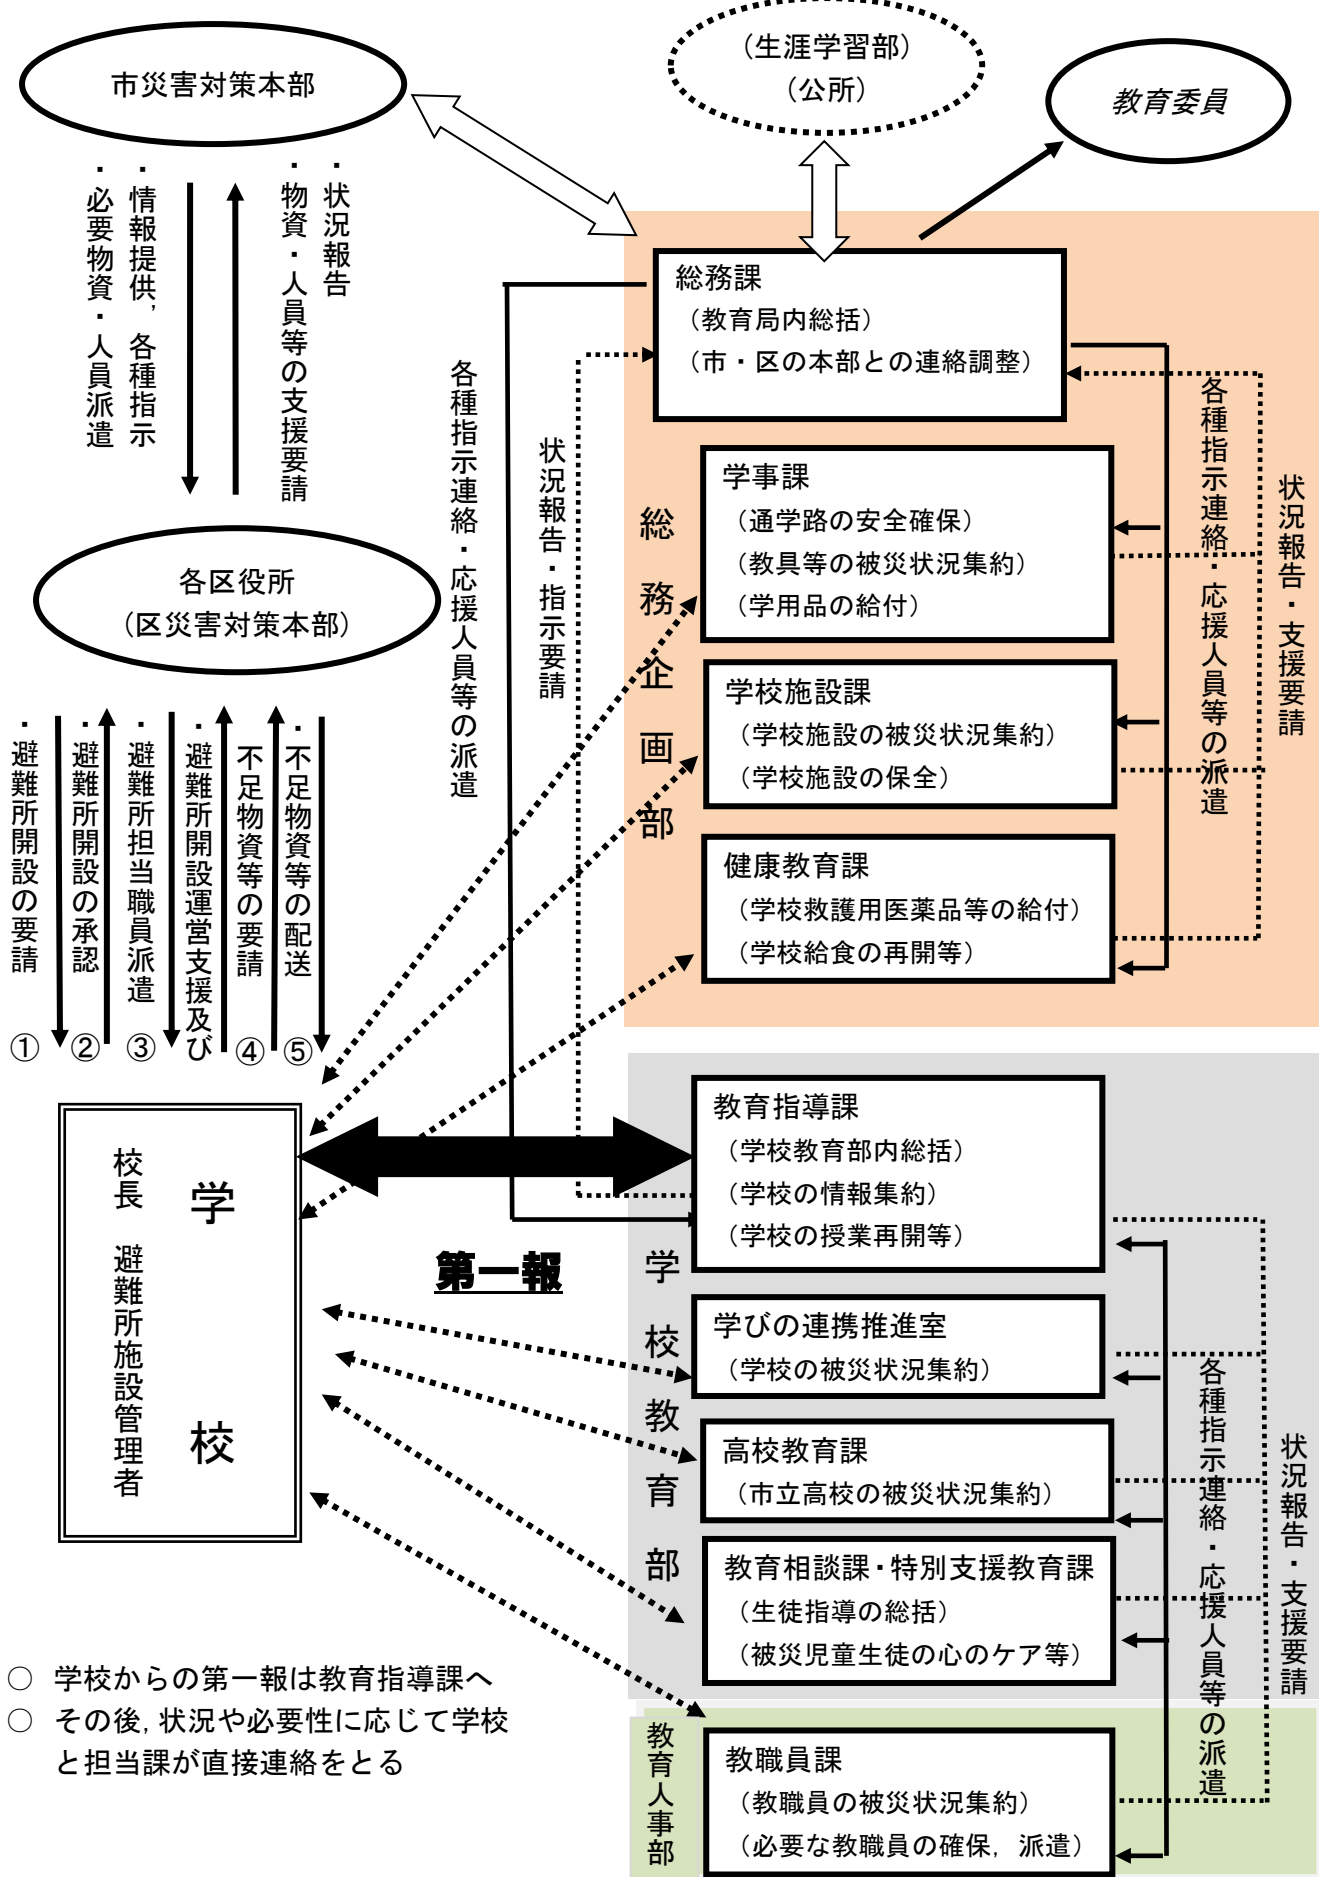 市災害対策本部
(生涯学習部)
(公所)
教育委員
・状況報告
・物資・人員等の支援要請
・情報提供,各種指示
・必要物資・人員派遣
各区役所
(区災害対策本部)
・避難所開設の要請
①
・避難所開設の承認
②
・避難所担当職員派遣
③
・避難所開設運営支援及び
不足物資等の要請
④
・不足物資等の配送
⑤
各種指示連絡・応援人員等の派遣
状況報告・指示要請
総務企画部
総務課
(教育局内総括)
(市・区の本部との連絡調整)
学事課
(通学路の安全確保)
(教具等の被災状況集約)
(学用品の給付)
学校施設課
(学校施設の被災状況集約)
(学校施設の保全)
健康教育課
(学校救護用医薬品等の給付)
(学校給食の再開等)
各種指示連絡・応援人員等の派遣
状況報告・支援要請
学校
校長 避難所施設管理者
第一報
学校教育部
教育指導課
(学校教育部内総括)
(学校の情報集約)
(学校の授業再開等)
学びの連携推進室
(学校の被災状況集約)
高校教育課
(市立高校の被災状況集約)
教育相談課・特別支援教育課
(生徒指導の総括)
(被災児童生徒の心のケア等)
各種指示連絡・応援人員等の派遣
状況報告・支援要請
教育人事部
教職員課
(教職員の被災状況集約)
(必要な教職員の確保,派遣)
○ 学校からの第一報は教育指導課へ
○ その後,状況や必要性に応じて学校
と担当課が直接連絡をとる